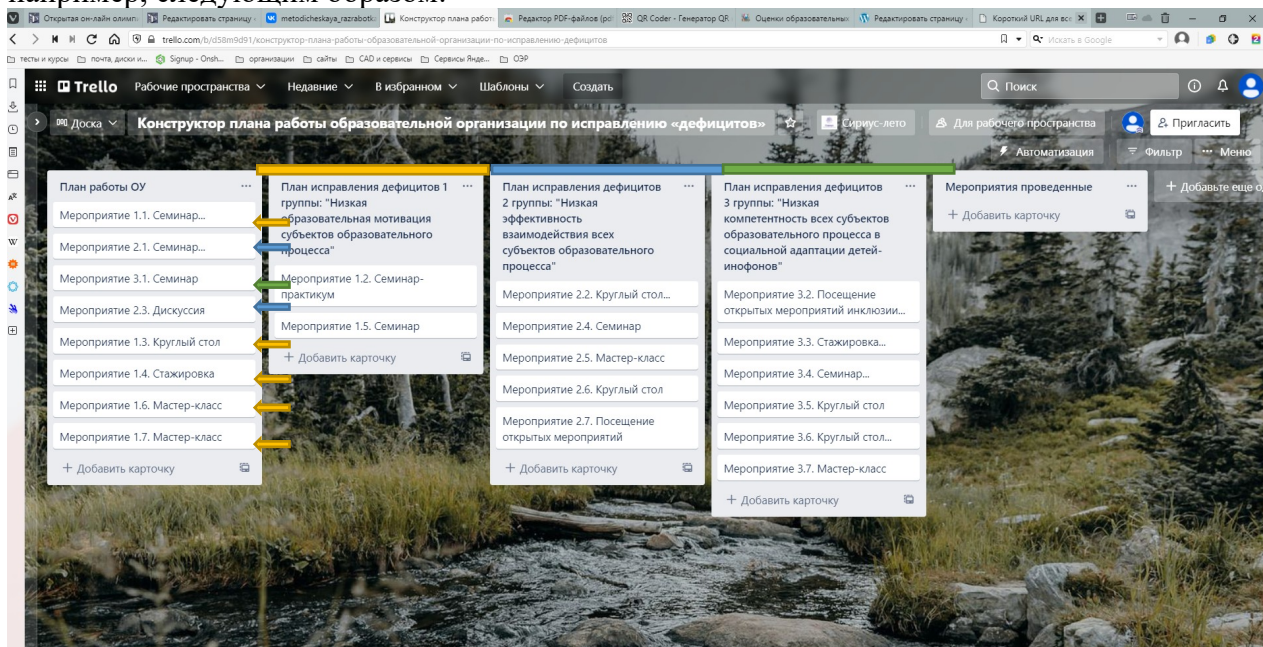 например, следующим образом.
Открытая он-лайн олимпи
Редактировать страницу
metodicheskaya_razrabotk
Конструктор плана работ
Редактор PDF-файлов (pdf
QR Coder - Генератор QR
Оценки образовательных
Редактировать страницу
Короткий URL для все
trello.com/b/d58m9d91/конструктор-плана-работы-образовательной-организации-по-исправлению-дефицитов
Искать в Google
тесты и курсы
почта, диски и...
Signup - Onsh...
организации
сайты
CAD и сервисы
Сервисы Янде...
ОЭР
Trello
Рабочие пространства
Недавние
В избранном
Шаблоны
Создать
Поиск
Доска
Конструктор плана работы образовательной организации по исправлению «дефицитов»
Сириус-лето
Для рабочего пространства
Пригласить
Автоматизация
Фильтр
Меню
План работы ОУ
Мероприятие 1.1. Семинар...
Мероприятие 2.1. Семинар...
Мероприятие 3.1. Семинар
Мероприятие 2.3. Дискуссия
Мероприятие 1.3. Круглый стол
Мероприятие 1.4. Стажировка
Мероприятие 1.6. Мастер-класс
Мероприятие 1.7. Мастер-класс
+ Добавить карточку
План исправления дефицитов 1
группы: "Низкая
образовательная мотивация
субъектов образовательного
процесса"
Мероприятие 1.2. Семинар-
практикум
Мероприятие 1.5. Семинар
+ Добавить карточку
План исправления дефицитов
2 группы: "Низкая
эффективность
взаимодействия всех
субъектов образовательного
процесса"
Мероприятие 2.2. Круглый стол...
Мероприятие 2.4. Семинар
Мероприятие 2.5. Мастер-класс
Мероприятие 2.6. Круглый стол
Мероприятие 2.7. Посещение
открытых мероприятий
+ Добавить карточку
План исправления дефицитов
3 группы: "Низкая
компетентность всех субъектов
образовательного процесса в
социальной адаптации детей-
инофонов"
Мероприятие 3.2. Посещение
открытых мероприятий инклюзии...
Мероприятие 3.3. Стажировка...
Мероприятие 3.4. Семинар...
Мероприятие 3.5. Круглый стол
Мероприятие 3.6. Круглый стол...
Мероприятие 3.7. Мастер-класс
+ Добавить карточку
Мероприятия проведенные
+ Добавить карточку
+ Добавьте еще о